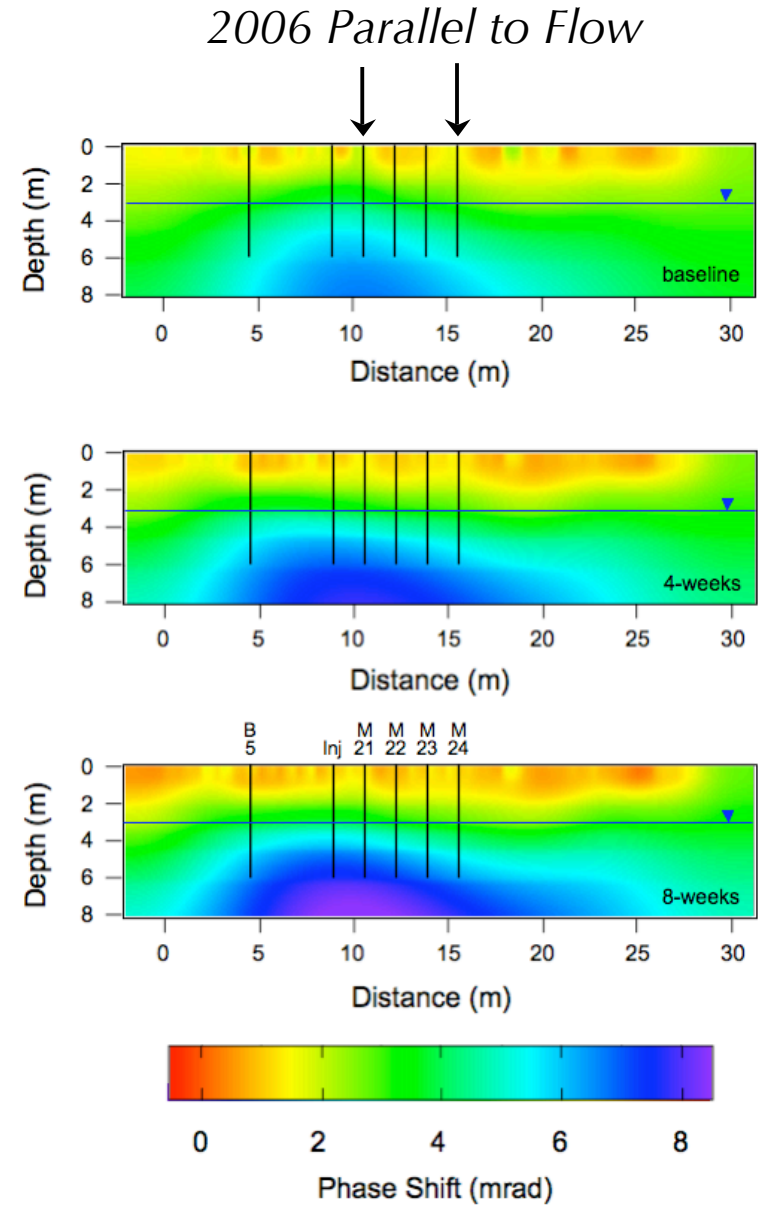 2006 Parallel to Flow
Depth (m)
0
2
4
6
8
baseline
0 5 10 15 20 25 30
Distance (m)
Depth (m)
0
2
4
6
8
4-weeks
0 5 10 15 20 25 30
Distance (m)
B M M M M
5 Inj 21 22 23 24
Depth (m)
0
2
4
6
8
8-weeks
0 5 10 15 20 25 30
Distance (m)
0 2 4 6 8
Phase Shift (mrad)